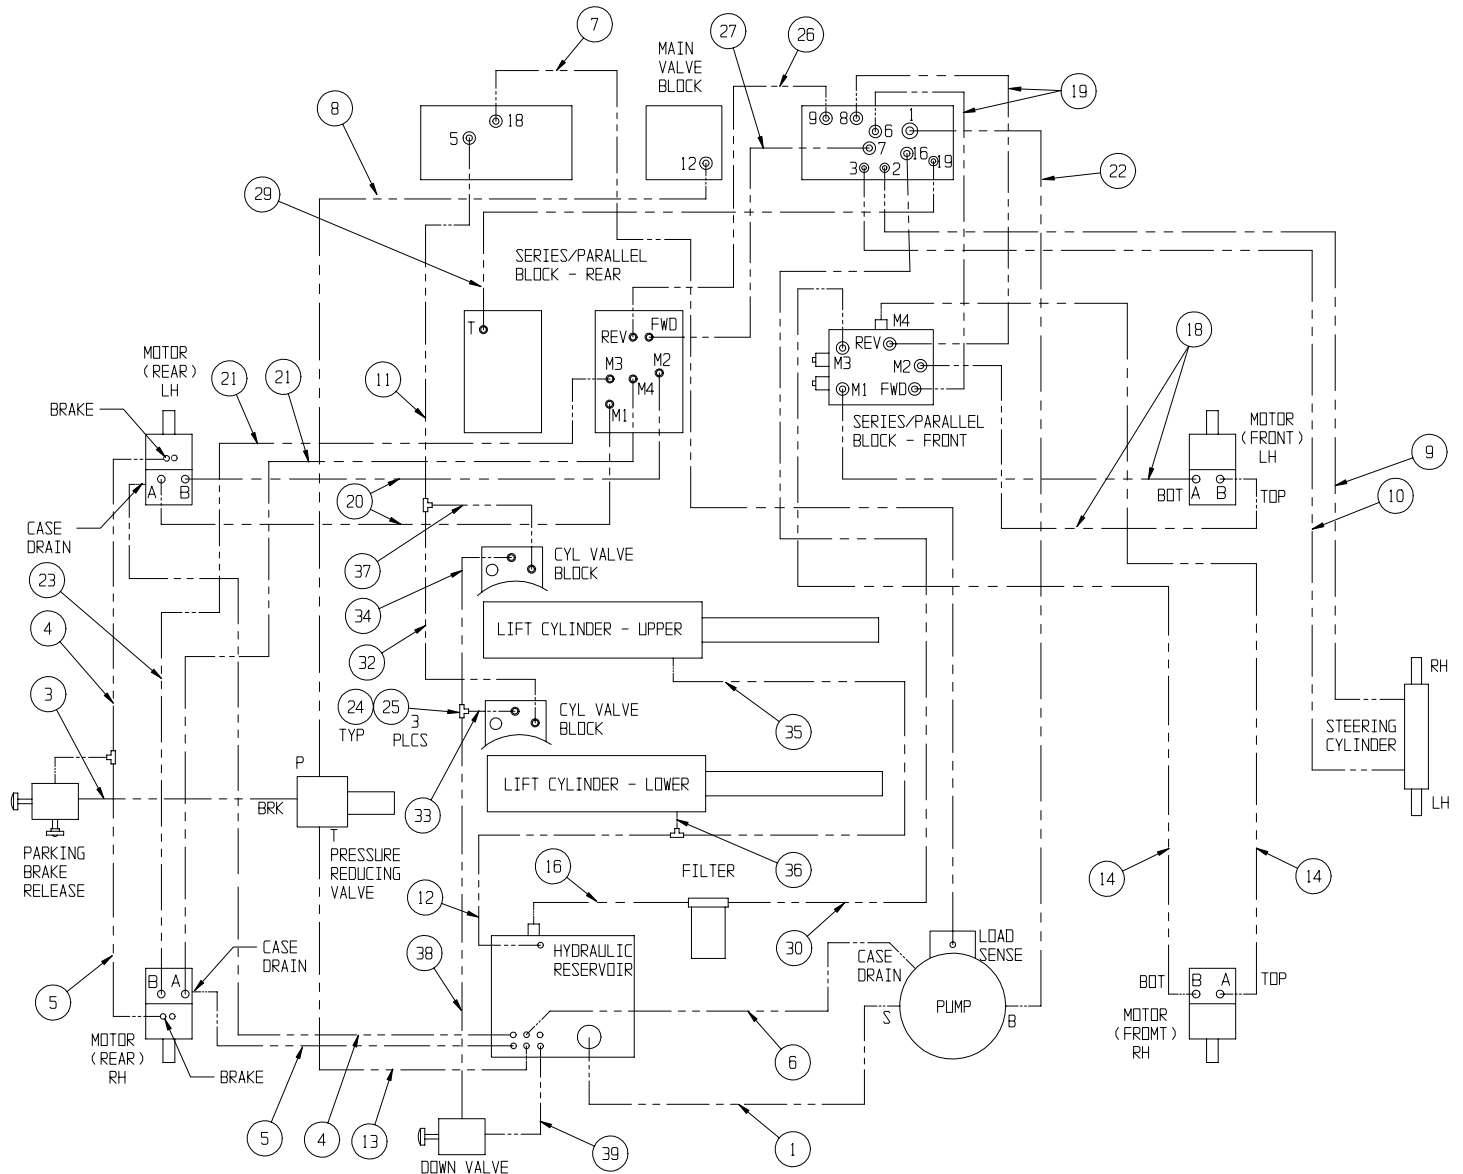 7
27
26
MAIN
VALVE
BLOCK
19
8
18
5
9
8
1
6
7
16
19
12
3
2
22
29
SERIES/PARALLEL
BLOCK - REAR
T
REV
FWD
M4
M3
REV
M2
M1
FWD
18
MOTOR
(REAR)
LH
21
21
11
M3
M2
M4
M1
BRAKE
SERIES/PARALLEL
BLOCK - FRONT
MOTOR
(FRONT)
LH
9
A
B
20
BOT
A
B
TOP
10
CASE
DRAIN
37
CYL VALVE
BLOCK
23
34
4
32
LIFT CYLINDER - UPPER
RH
3
24
TYP
25
3
PLCS
CYL VALVE
BLOCK
35
STEERING
CYLINDER
P
LIFT CYLINDER - LOWER
BRK
33
LH
T
PARKING
BRAKE
RELEASE
PRESSURE
REDUCING
VALVE
16
FILTER
36
14
14
12
5
CASE
DRAIN
38
HYDRAULIC
RESERVOIR
30
CASE
DRAIN
LOAD
SENSE
B
A
BOT
B
A
TOP
S
PUMP
B
MOTOR
(REAR)
RH
BRAKE
MOTOR
(FROMT)
RH
6
5
4
13
39
1
DOWN VALVE